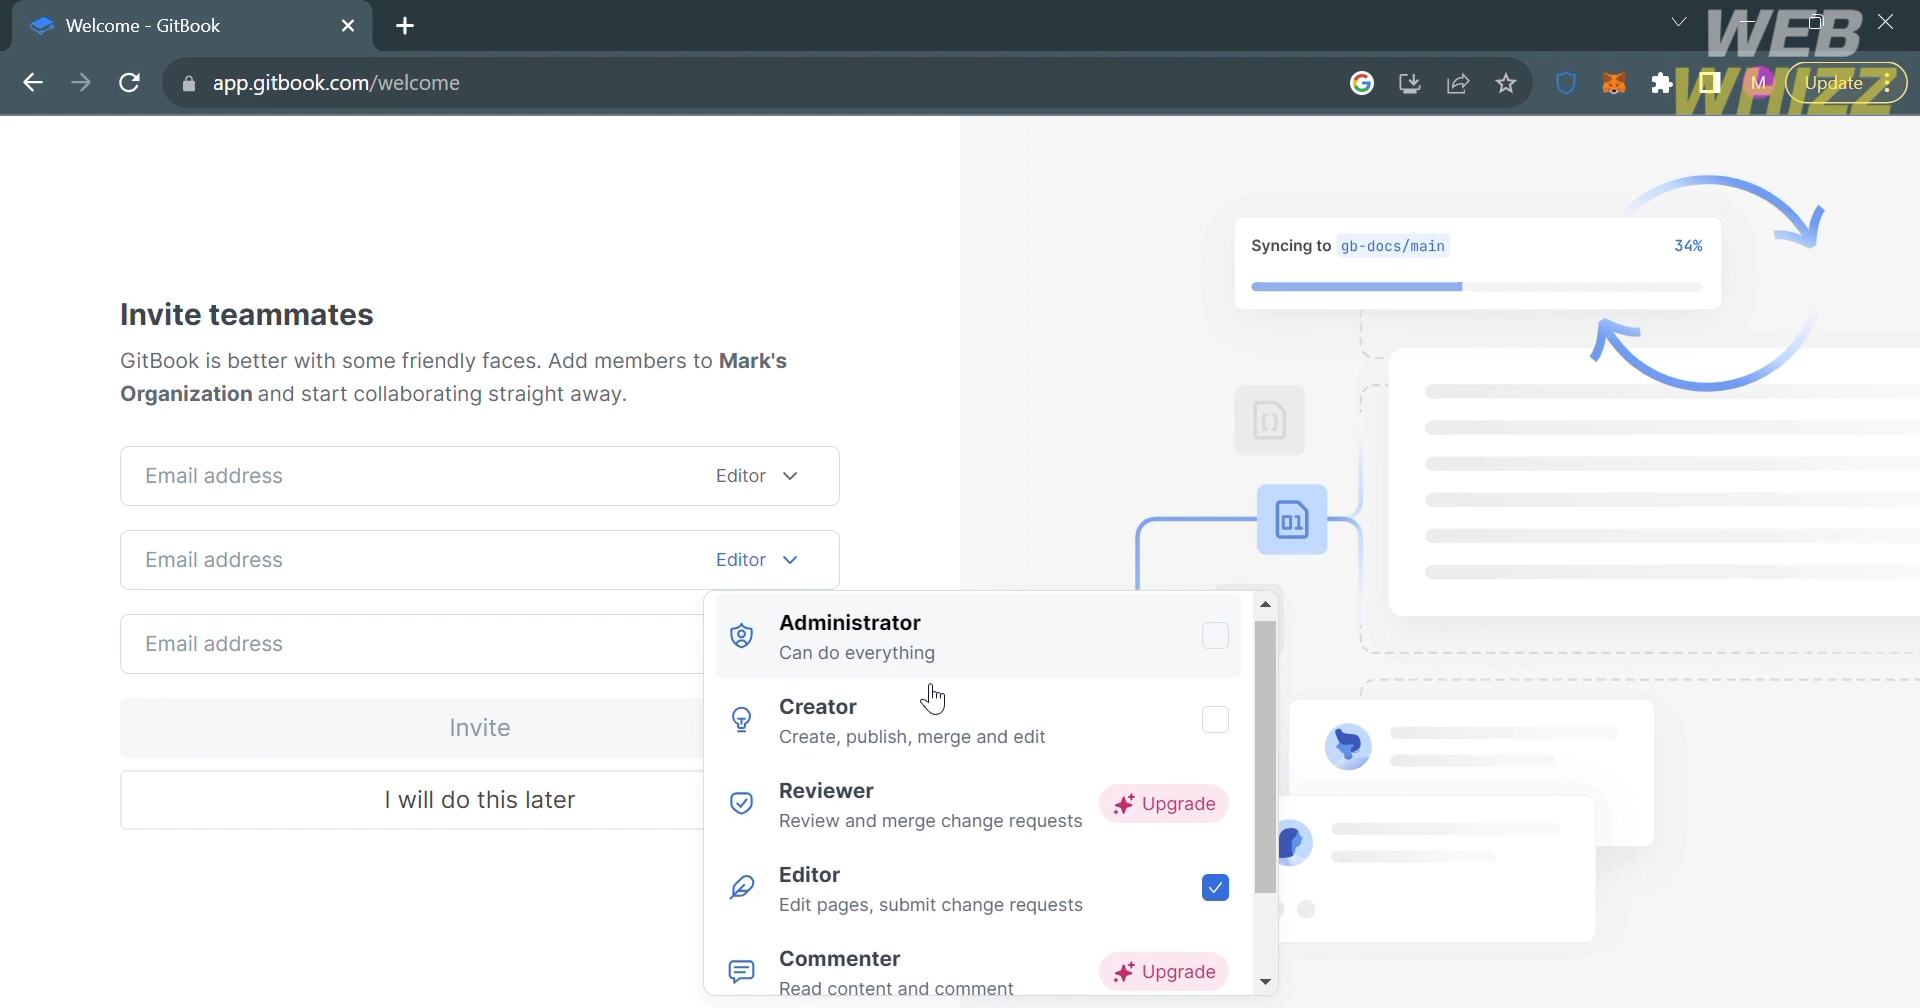 Welcome - GitBook
WEB
WHIZZ
app.gitbook.com/welcome
M
Update
Syncing to gb-docs/main 34%
Invite teammates
GitBook is better with some friendly faces. Add members to Mark's
Organization and start collaborating straight away.
Email address Editor
01
Email address Editor
Email address
Invite
I will do this later
Administrator
Can do everything
Creator
Create, publish, merge and edit
Reviewer
Review and merge change requests
Upgrade
Editor
Edit pages, submit change requests
Commenter
Read content and comment
Upgrade